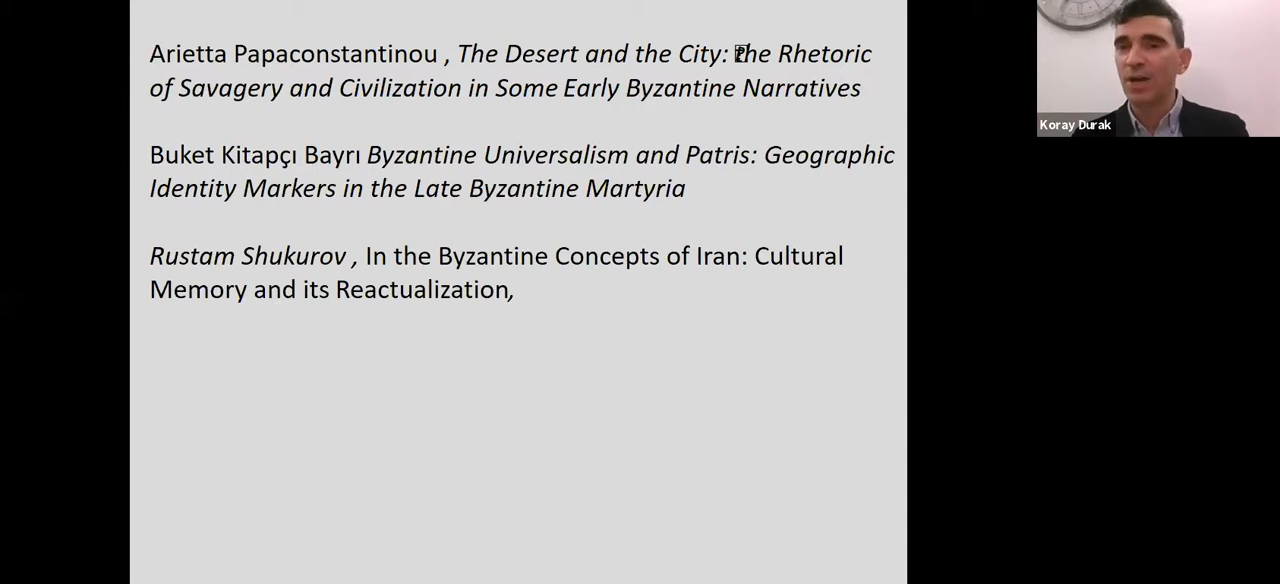 Arietta Papaconstantinou , The Desert and the City: the Rhetoric
of Savagery and Civilization in Some Early Byzantine Narratives
Buket Kitapçı Bayrı Byzantine Universalism and Patris: Geographic
Identity Markers in the Late Byzantine Martyria
Rustam Shukurov , In the Byzantine Concepts of Iran: Cultural
Memory and its Reactualization,
Koray Durak